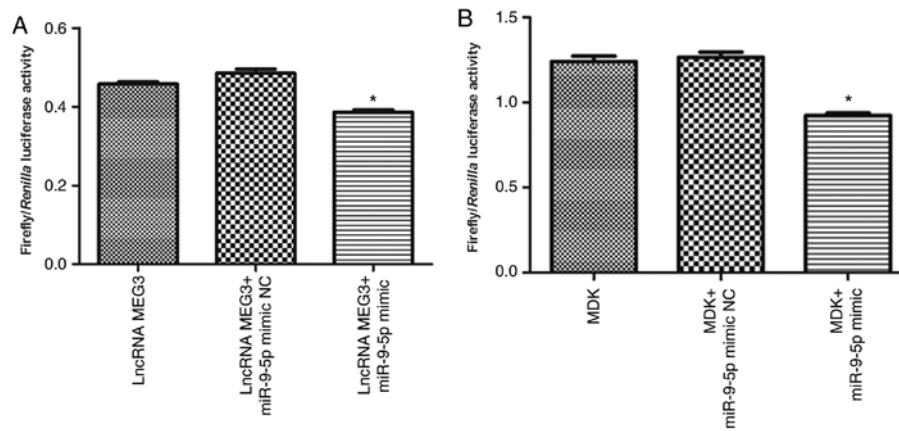 A
Firefly/Renilla luciferase activity
0.6
0.4
0.2
0.0
LncRNA MEG3
LncRNA MEG3+
miR-9-5p mimic NC
*
LncRNA MEG3+
miR-9-5p mimic
B
Firefly/Renilla luciferase activity
1.5
1.0
1.5
0.0
MDK
MDK+
miR-9-5p mimic NC
*
MDK+
miR-9-5p mimic